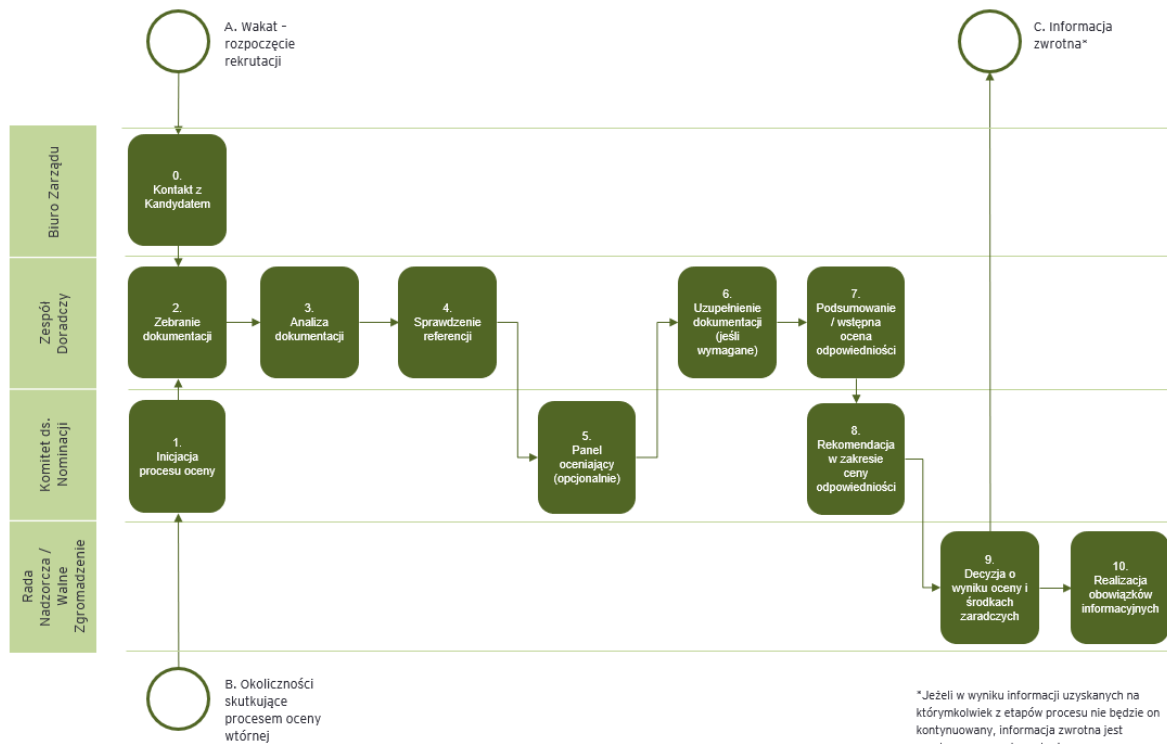 A. Wakat -
rozpoczęcie
rekrutacji
C. Informacja
zwrotna*
Biuro Zarządu
0.
Kontakt z
Kandydatem
Zespół
Doradczy
2.
Zebranie
dokumentacji
3.
Analiza
dokumentacji
4.
Sprawdzenie
referencji
6.
Uzupełnienie
dokumentacji
(jeśli
wymagane)
7.
Podsumowanie
/ wstępna
ocena
odpowiedniości
Komitet ds.
Nominacji
1.
Inicjacja
procesu oceny
5.
Panel
oceniający
(opcjonalnie)
8.
Rekomendacja
w zakresie
ceny
odpowiedniości
Rada
Nadzorcza /
Walne
Zgromadzenie
9.
Decyzja o
wyniku oceny i
środkach
zaradczych
10.
Realizacja
obowiązków
informacyjnych
B. Okoliczności
skutkujące
procesem oceny
wtórnej
*Jeżeli w wyniku informacji uzyskanych na
którymkolwiek z etapów procesu nie będzie on
kontynuowany, informacja zwrotna jest